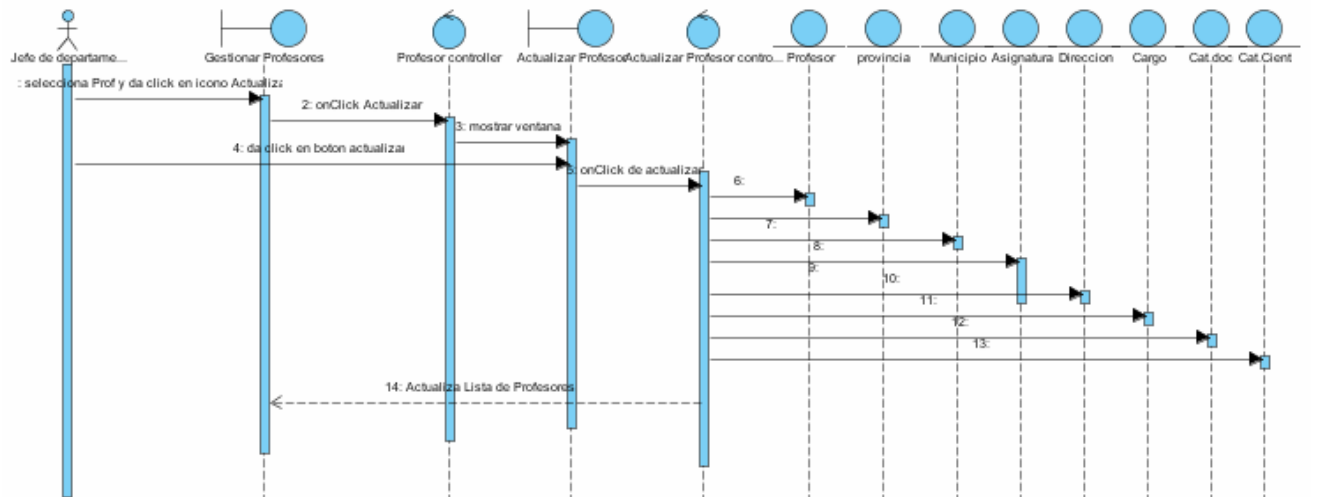 Jefe de departame...
Gestionar Profesores
Profesor controller
Actualizar Profesor
Actualizar Profesor contro...
Profesor
provincia
Municipio
Asignatura
Direccion
Cargo
Cat.doc
Cat.Cient
: selecciona Prof y da click en icono Actualiza
2: onClick Actualizar
3: mostrar ventana
4: da click en boton actualizar
5: onClick de actualizar
6:
7:
8:
9:
10:
11:
12:
13:
14: Actualiza Lista de Profesores